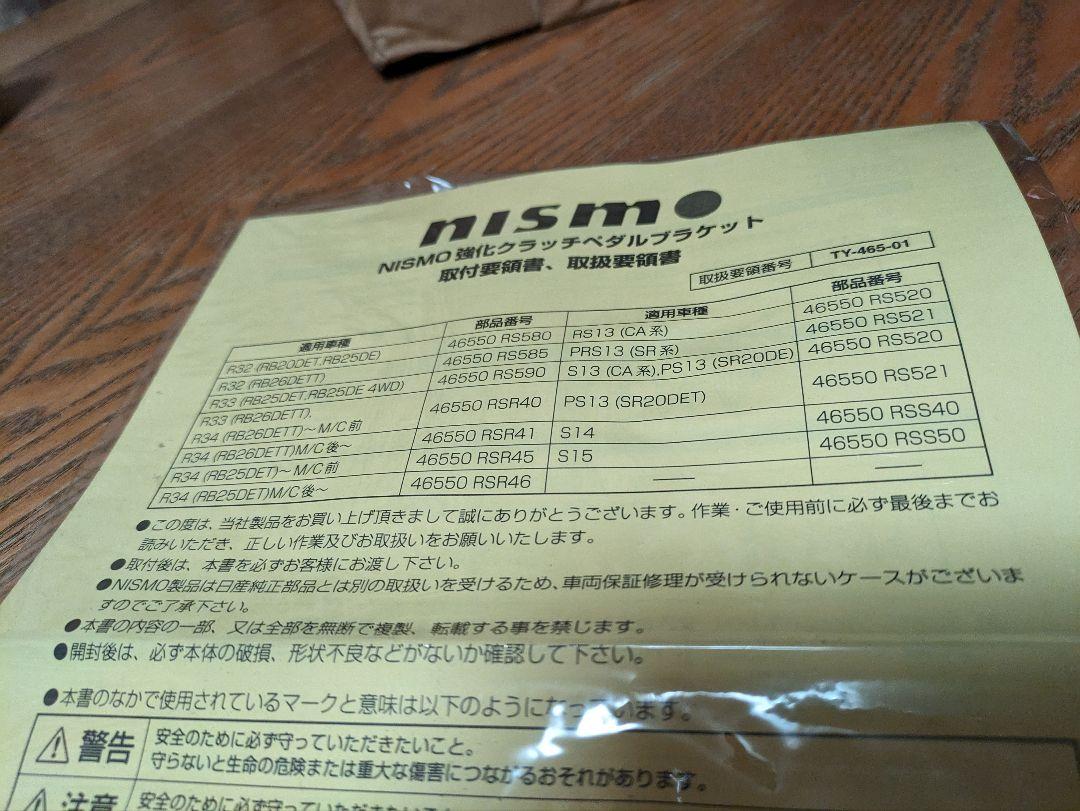 nismo
NISMO 強化クラッチペダルブラケット
取付要領書、取扱要領書
取扱要領番号 TY-465-01
適用車種 部品番号 適用車種 部品番号
R32 (RB20DET.RB25DE) 46550 RS580 RS13 (CA系) 46550 RS520
R32 (RB26DETT) 46550 RS585 PRS13 (SR系) 46550 RS521
R33 (RB25DET.RB25DE 4WD) 46550 RS590 S13 (CA系),PS13 (SR20DE) 46550 RS520
R33 (RB26DETT).
R34 (RB26DETT)〜M/C前 46550 RSR40 PS13 (SR20DET) 46550 RS521
R34 (RB26DETT)M/C後〜 46550 RSR41 S14 46550 RSS40
R34 (RB25DET)〜M/C前 46550 RSR45 S15 46550 RSS50
R34 (RB25DET)M/C後〜 46550 RSR46 — —
●この度は、当社製品をお買い上げ頂きまして誠にありがとうございます。作業・ご使用前に必ず最後までお
読みいただき、正しい作業及びお取扱いをお願いいたします。
●取付後は、本書を必ずお客様にお渡し下さい。
●NISMO製品は日産純正部品とは別の取扱いを受けるため、車両保証修理が受けられないケースがございま
すのでご了承下さい。
●本書の内容の一部、又は全部を無断で複製、転載する事を禁じます。
●開封後は、必ず本体の破損、形状不良などがないか確認して下さい。
●本書のなかで使用されているマークと意味は以下のようになっています。
警告 安全のために必ず守っていただきたいこと。
守らないと生命の危険または重大な傷害につながるおそれがあります。
注意 安全のために必ず守っていただきたいこと